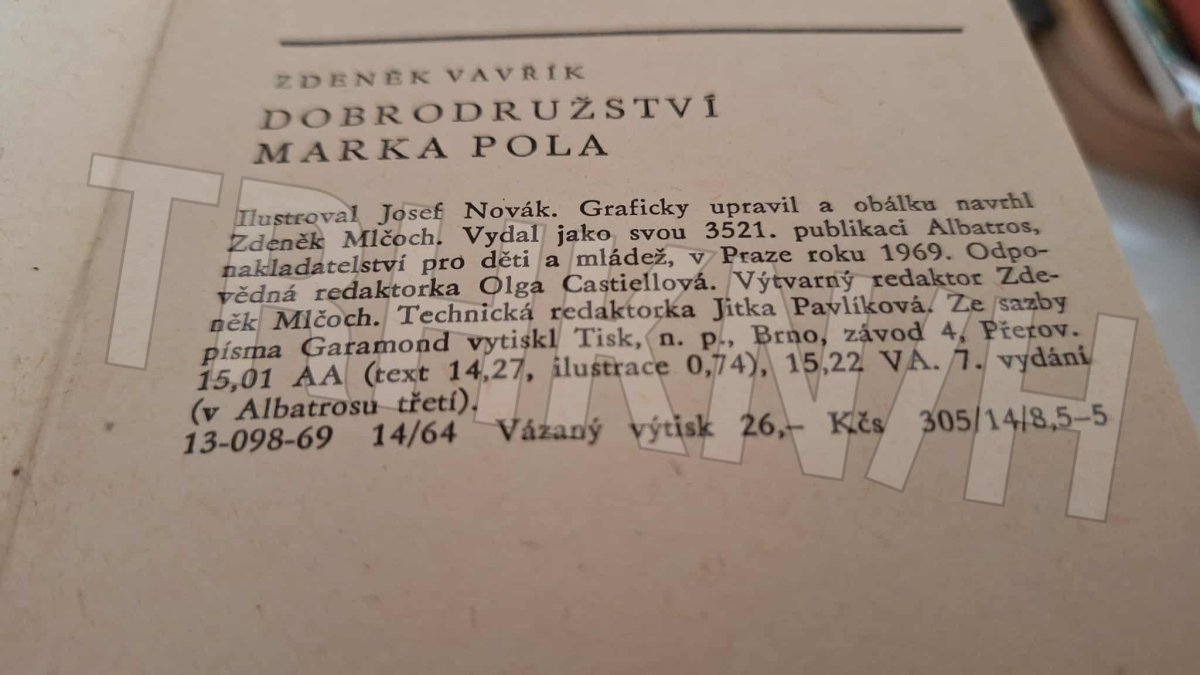 ZDENĚK VAVŘÍK
DOBRODRUŽSTVÍ
MARKA POLA
Ilustroval Josef Novák. Graficky upravil a obálku navrhl
Zdeněk Mlčoch. Vydal jako svou 3521. publikaci Albatros,
nakladatelství pro děti a mládež, v Praze roku 1969. Odpo-
vědná redaktorka Olga Castiellová. Výtvarný redaktor Zde-
něk Mlčoch. Technická redaktorka Jitka Pavlíková. Ze sazby
písma Garamond vytiskl Tisk, n. p., Brno, závod 4, Přerov.
15,01 AA (text 14,27, ilustrace 0,74), 15,22 VA. 7. vydání
(v Albatrosu třetí).
13-098-69 14/64 Vázaný výtisk 26,– Kčs 305/14/8,5–5